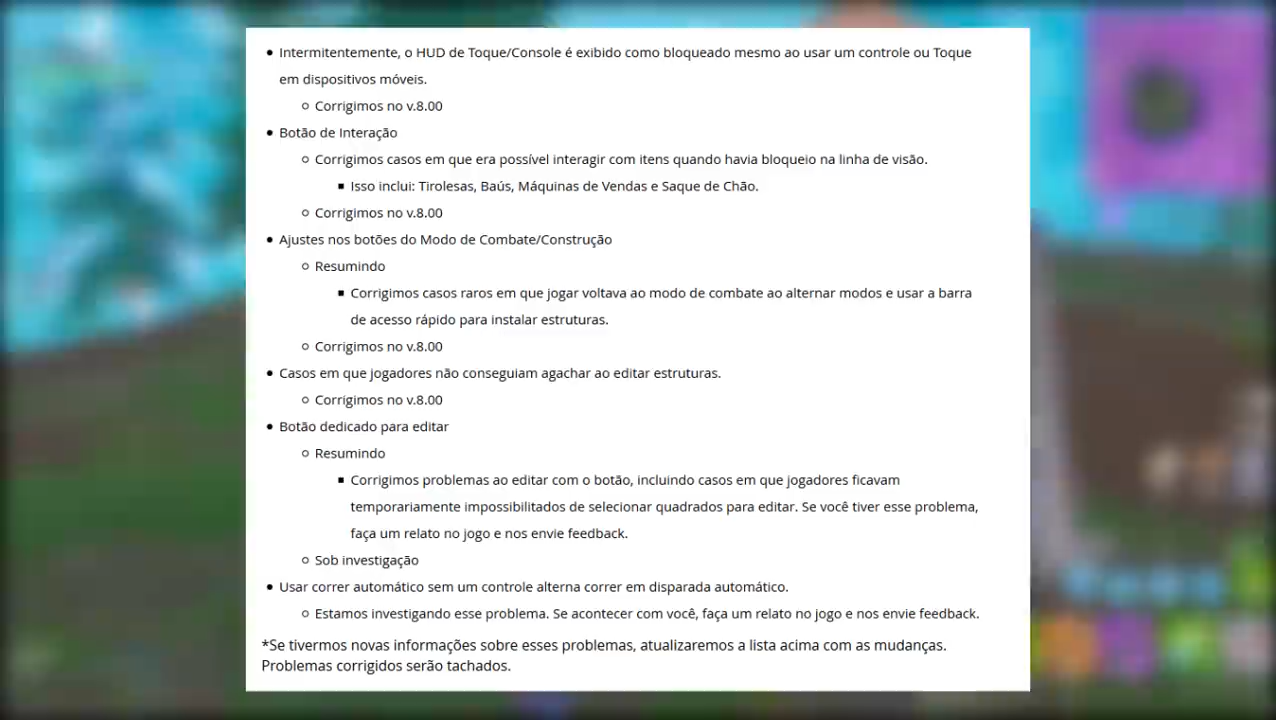 Intermitentemente, o HUD de Toque/Console é exibido como bloqueado mesmo ao usar um controle ou Toque
em dispositivos móveis.
Corrigimos no v.8.00
Botão de Interação
Corrigimos casos em que era possível interagir com itens quando havia bloqueio na linha de visão.
Isso inclui: Tirolesas, Baús, Máquinas de Vendas e Saque de Chão.
Corrigimos no v.8.00
Ajustes nos botões do Modo de Combate/Construção
Resumindo
Corrigimos casos raros em que jogar voltava ao modo de combate ao alternar modos e usar a barra
de acesso rápido para instalar estruturas.
Corrigimos no v.8.00
Casos em que jogadores não conseguiam agachar ao editar estruturas.
Corrigimos no v.8.00
Botão dedicado para editar
Resumindo
Corrigimos problemas ao editar com o botão, incluindo casos em que jogadores ficavam
temporariamente impossibilitados de selecionar quadrados para editar. Se você tiver esse problema,
faça um relato no jogo e nos envie feedback.
Sob investigação
Usar correr automático sem um controle alterna correr em disparada automático.
Estamos investigando esse problema. Se acontecer com você, faça um relato no jogo e nos envie feedback.
*Se tivermos novas informações sobre esses problemas, atualizaremos a lista acima com as mudanças.
Problemas corrigidos serão tachados.